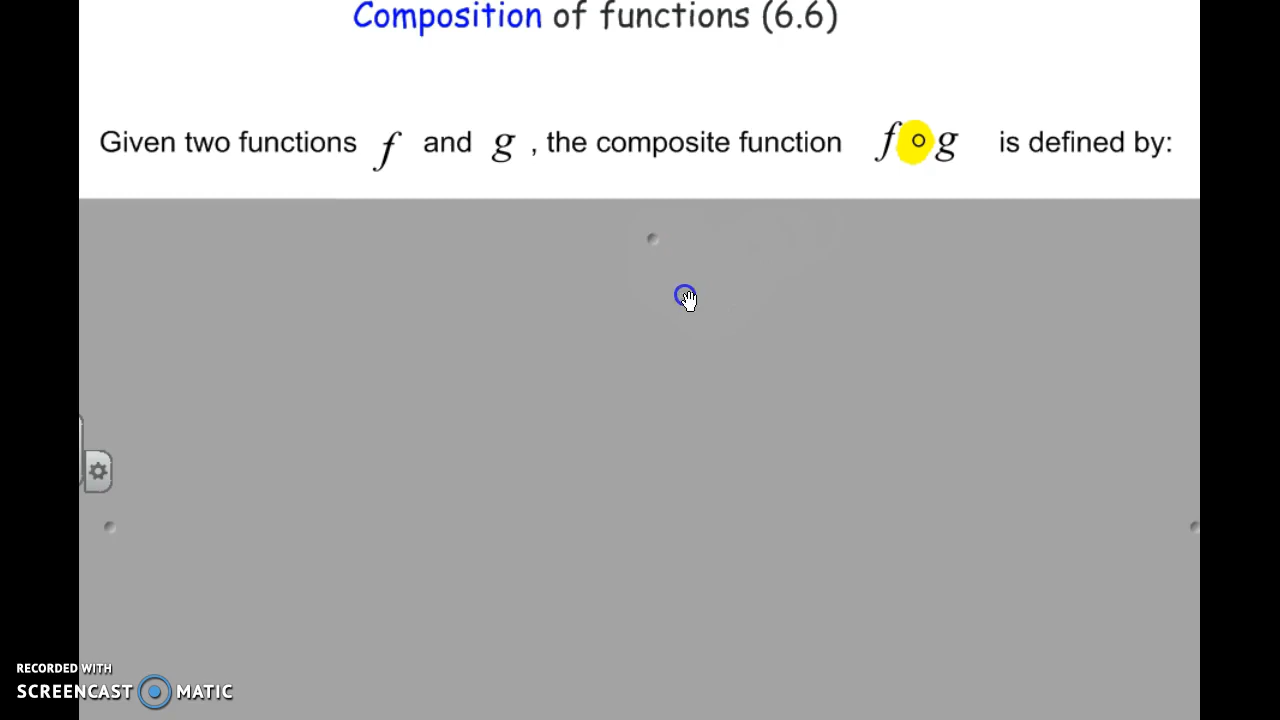 Composition of functions (6.6)
Given two functions f and g , the composite function f∘g is defined by:
RECORDED WITH
SCREENCAST MATIC